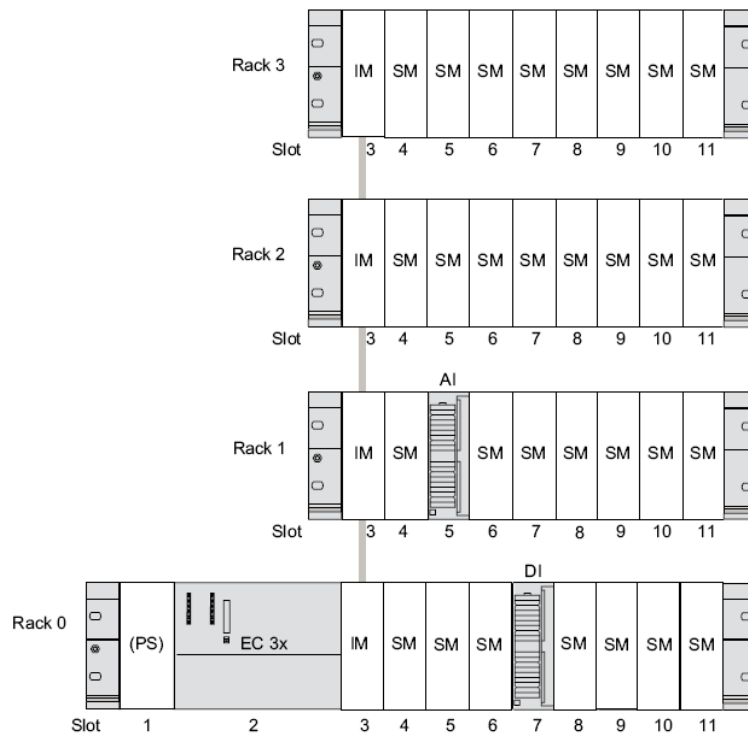 Rack 3 IM SM SM SM SM SM SM SM SM
Slot 3 4 5 6 7 8 9 10 11
Rack 2 IM SM SM SM SM SM SM SM SM
Slot 3 4 5 6 7 8 9 10 11
AI
Rack 1 IM SM SM SM SM SM SM SM
Slot 3 4 5 6 7 8 9 10 11
DI
Rack 0 (PS) EC 3x IM SM SM SM SM SM SM SM
Slot 1 2 3 4 5 6 7 8 9 10 11